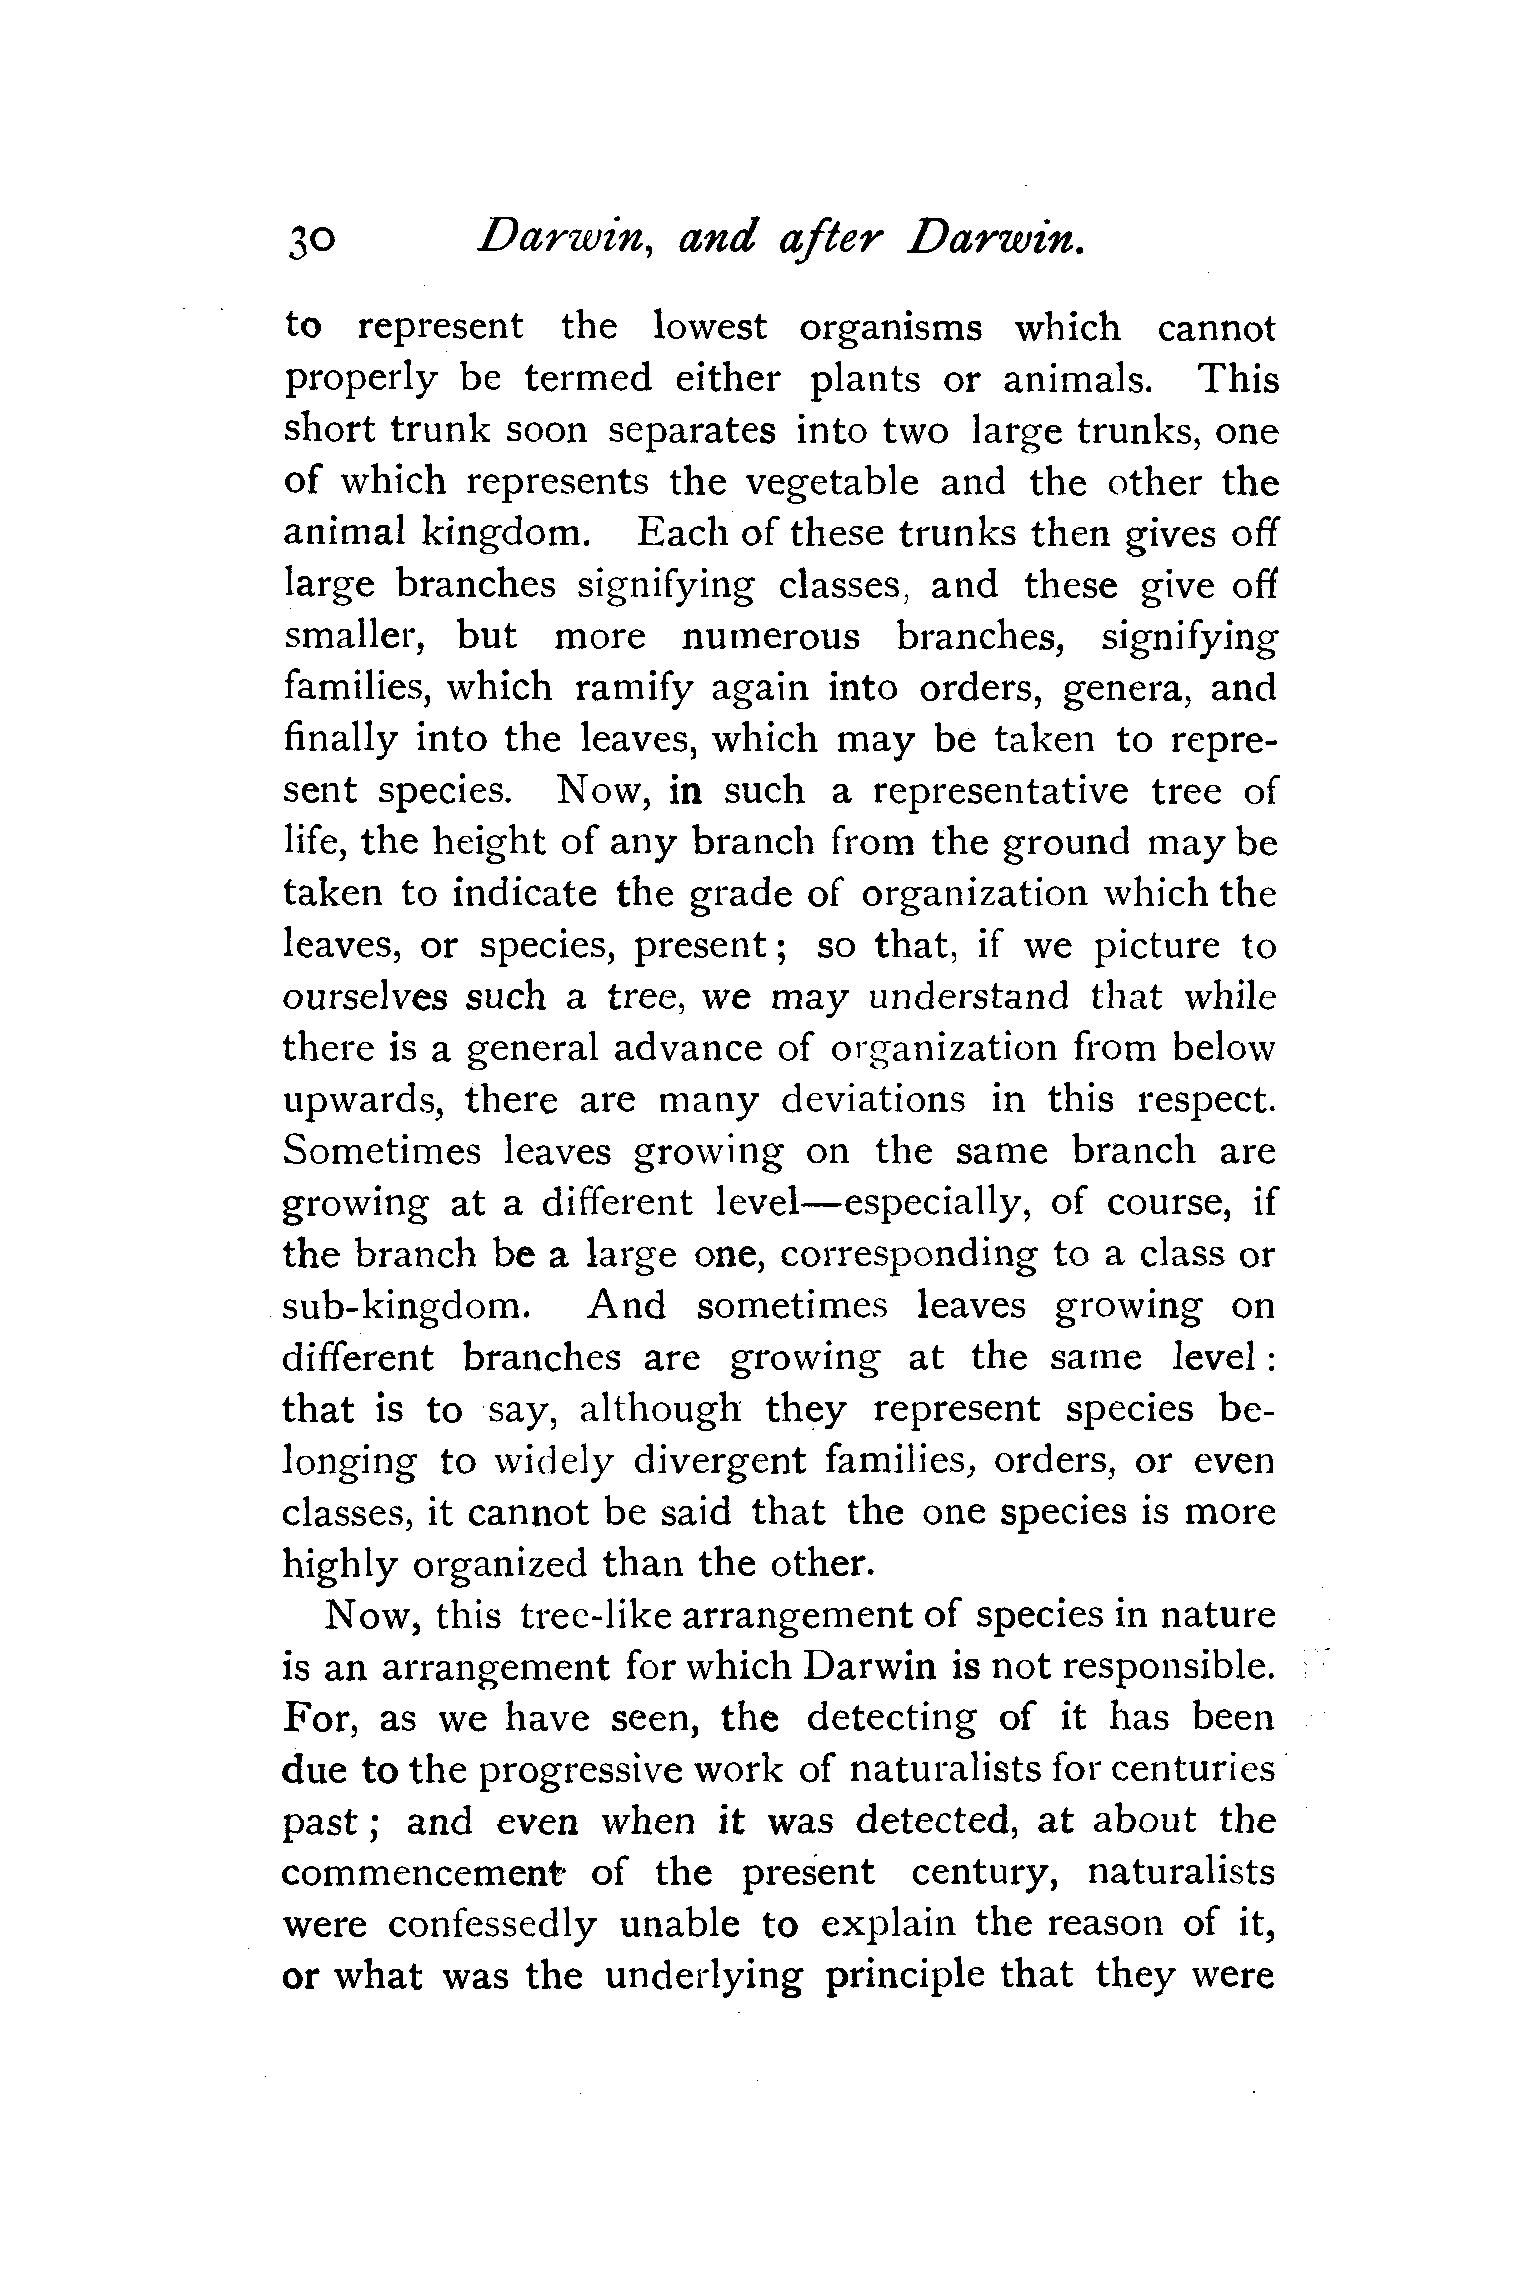 30 Darwin, and after Darwin.
to represent the lowest organisms which cannot
properly be termed either plants or animals. This
short trunk soon separates into two large trunks, one
of which represents the vegetable and the other the
animal kingdom. Each of these trunks then gives off
large branches signifying classes, and these give off
smaller, but more numerous branches, signifying
families, which ramify again into orders, genera, and
finally into the leaves, which may be taken to repre-
sent species. Now, in such a representative tree of
life, the height of any branch from the ground may be
taken to indicate the grade of organization which the
leaves, or species, present; so that, if we picture to
ourselves such a tree, we may understand that while
there is a general advance of organization from below
upwards, there are many deviations in this respect.
Sometimes leaves growing on the same branch are
growing at a different level—especially, of course, if
the branch be a large one, corresponding to a class or
sub-kingdom. And sometimes leaves growing on
different branches are growing at the same level:
that is to say, although they represent species be-
longing to widely divergent families, orders, or even
classes, it cannot be said that the one species is more
highly organized than the other.
Now, this tree-like arrangement of species in nature
is an arrangement for which Darwin is not responsible.
For, as we have seen, the detecting of it has been
due to the progressive work of naturalists for centuries
past; and even when it was detected, at about the
commencement of the present century, naturalists
were confessedly unable to explain the reason of it,
or what was the underlying principle that they were